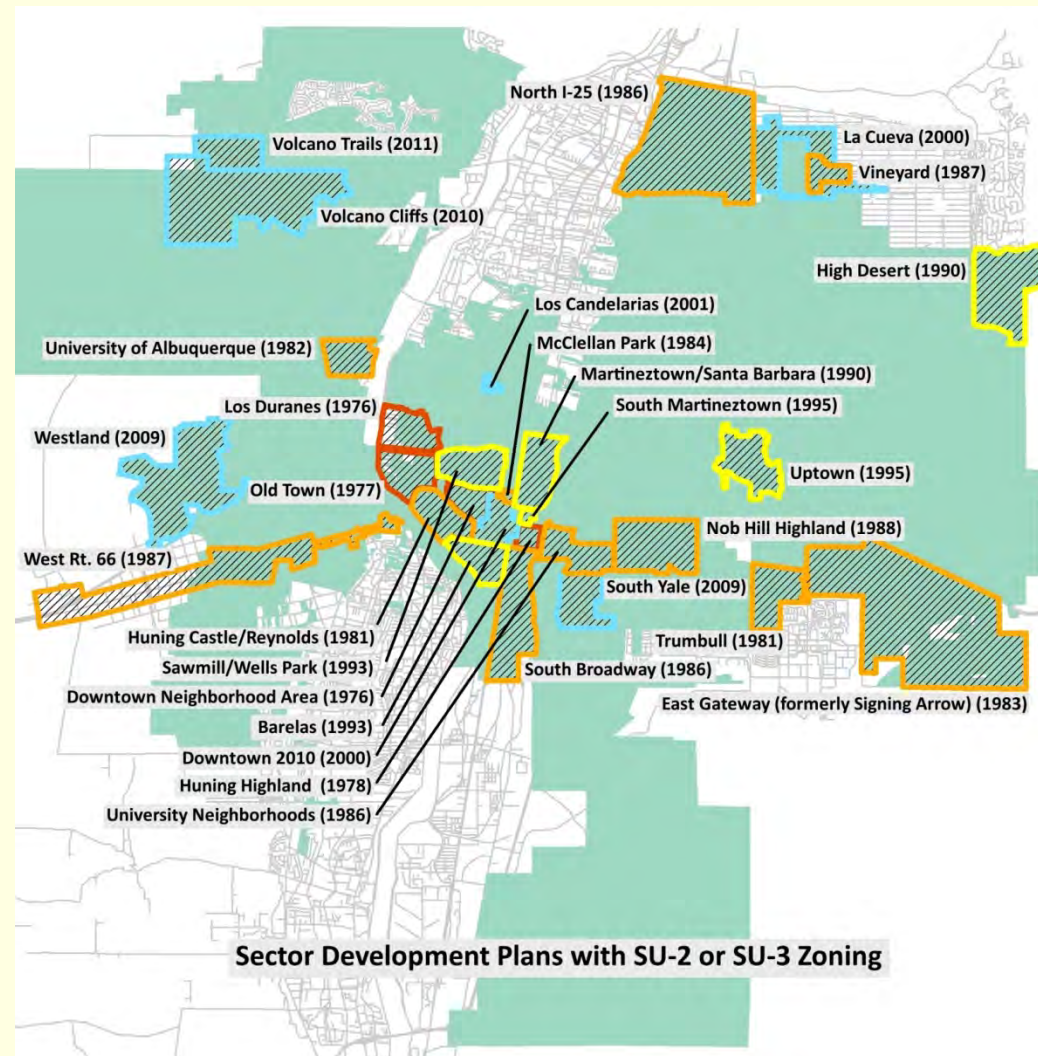 North I-25 (1986)
La Cueva (2000)
Volcano Trails (2011)
Vineyard (1987)
Volcano Cliffs (2010)
High Desert (1990)
Los Candelarias (2001)
McClellan Park (1984)
University of Albuquerque (1982)
Martineztown/Santa Barbara (1990)
Los Duranes (1976)
South Martineztown (1995)
Westland (2009)
Uptown (1995)
Old Town (1977)
Nob Hill Highland (1988)
West Rt. 66 (1987)
South Yale (2009)
Huning Castle/Reynolds (1981)
Trumbull (1981)
Sawmill/Wells Park (1993)
South Broadway (1986)
Downtown Neighborhood Area (1976)
East Gateway (formerly Signing Arrow) (1983)
Barelas (1993)
Downtown 2010 (2000)
Huning Highland (1978)
University Neighborhoods (1986)
Sector Development Plans with SU-2 or SU-3 Zoning